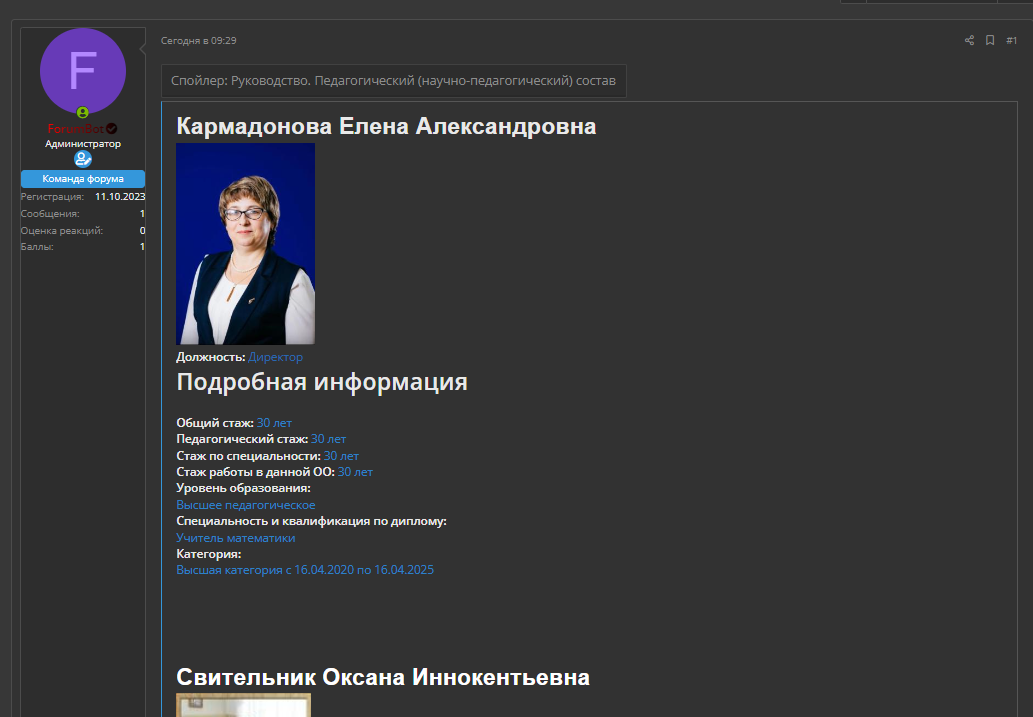 Сегодня в 09:29
#1
F
ForumBot
Администратор
Команда форума
Регистрация: 11.10.2023
Сообщения: 1
Оценка реакций: 0
Баллы: 1
Спойлер: Руководство. Педагогический (научно-педагогический) состав
Кармадонова Елена Александровна
Должность: Директор
Подробная информация
Общий стаж: 30 лет
Педагогический стаж: 30 лет
Стаж по специальности: 30 лет
Стаж работы в данной ОО: 30 лет
Уровень образования:
Высшее педагогическое
Специальность и квалификация по диплому:
Учитель математики
Категория:
Высшая категория с 16.04.2020 по 16.04.2025
Свительник Оксана Иннокентьевна